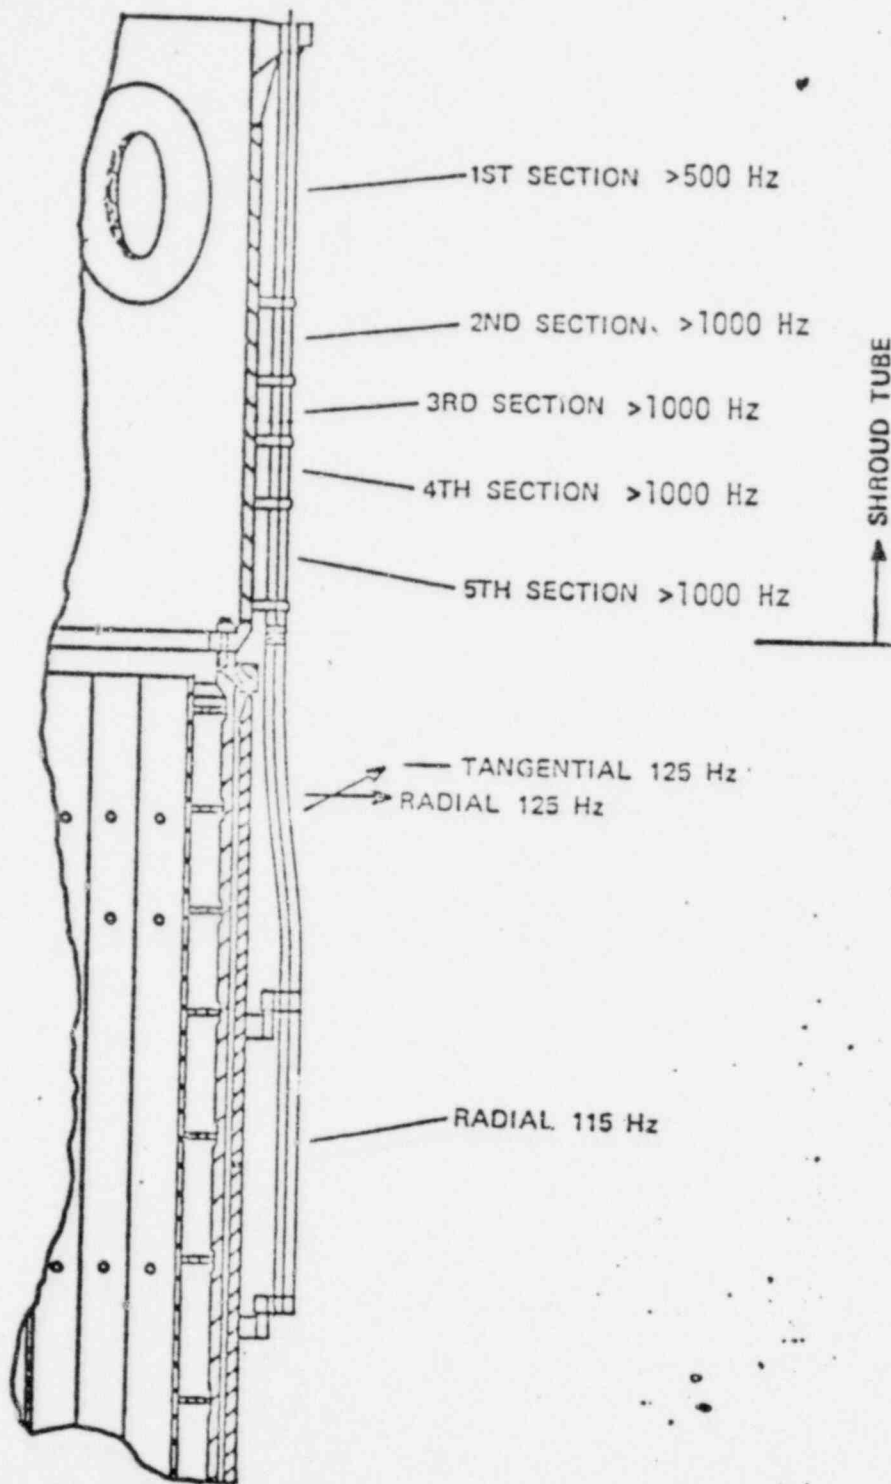 1ST SECTION >500 Hz
2ND SECTION >1000 Hz
3RD SECTION >1000 Hz
4TH SECTION >1000 Hz
5TH SECTION >1000 Hz
SHROUD TUBE
TANGENTIAL 125 Hz
RADIAL 125 Hz
RADIAL 115 Hz